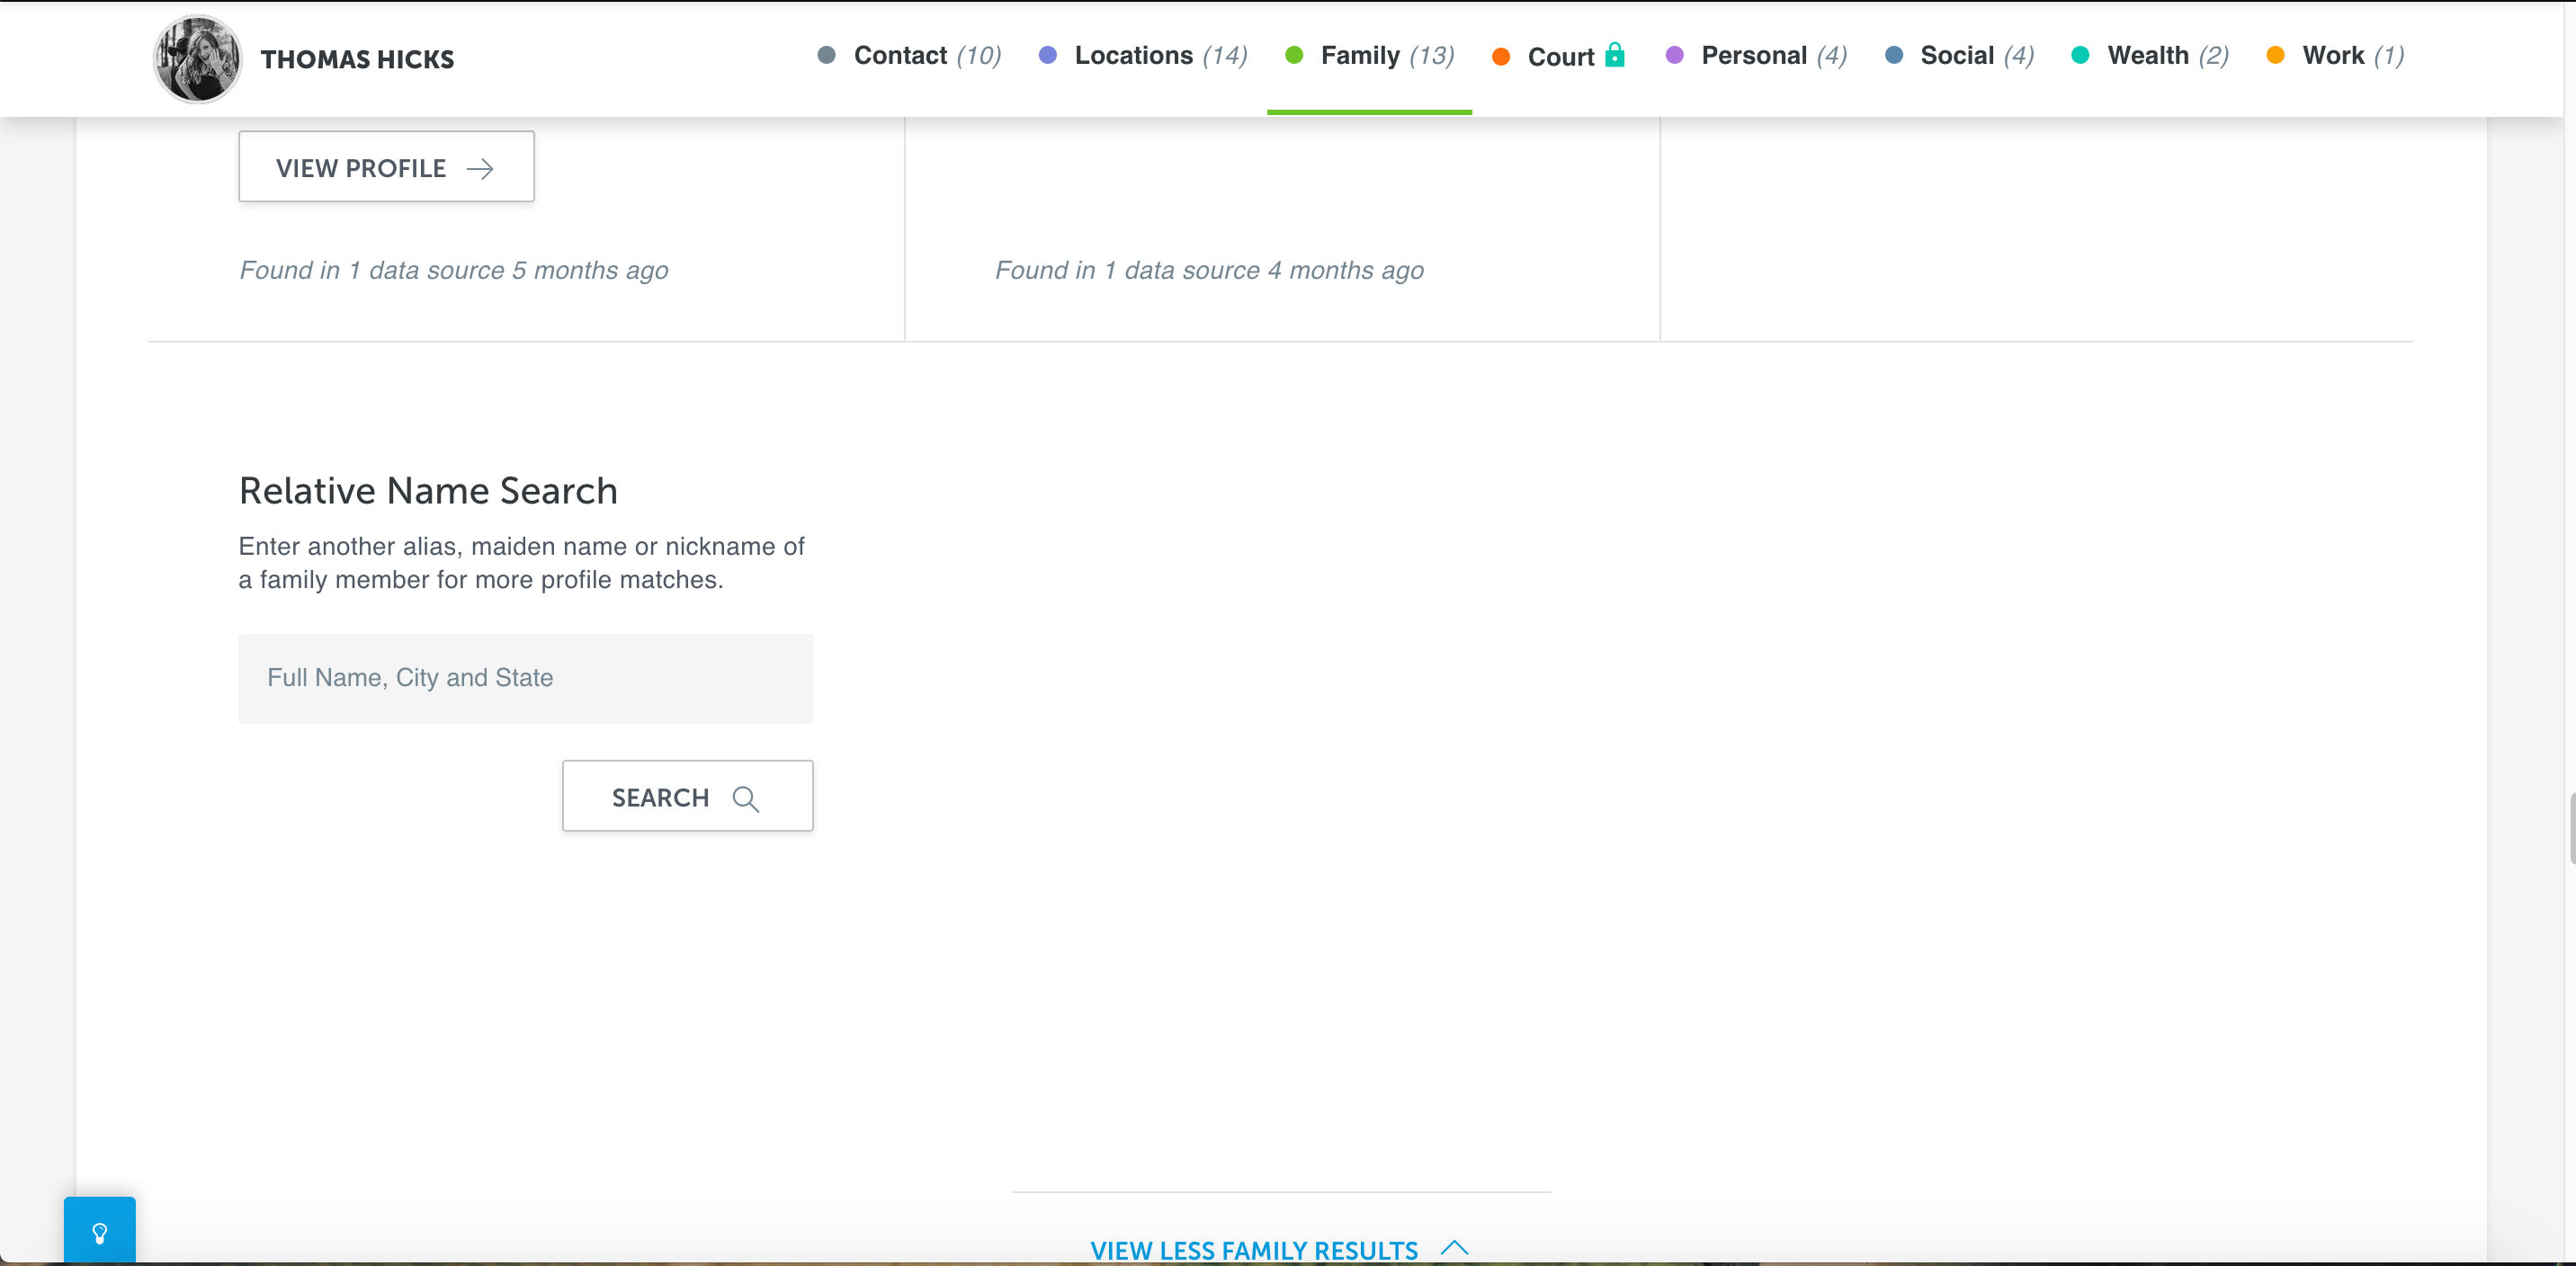 THOMAS HICKS
Contact (10)
Locations (14)
Family (13)
Court
Personal (4)
Social (4)
Wealth (2)
Work (1)
VIEW PROFILE
Found in 1 data source 5 months ago
Found in 1 data source 4 months ago
Relative Name Search
Enter another alias, maiden name or nickname of
a family member for more profile matches.
Full Name, City and State
SEARCH
VIEW LESS FAMILY RESULTS